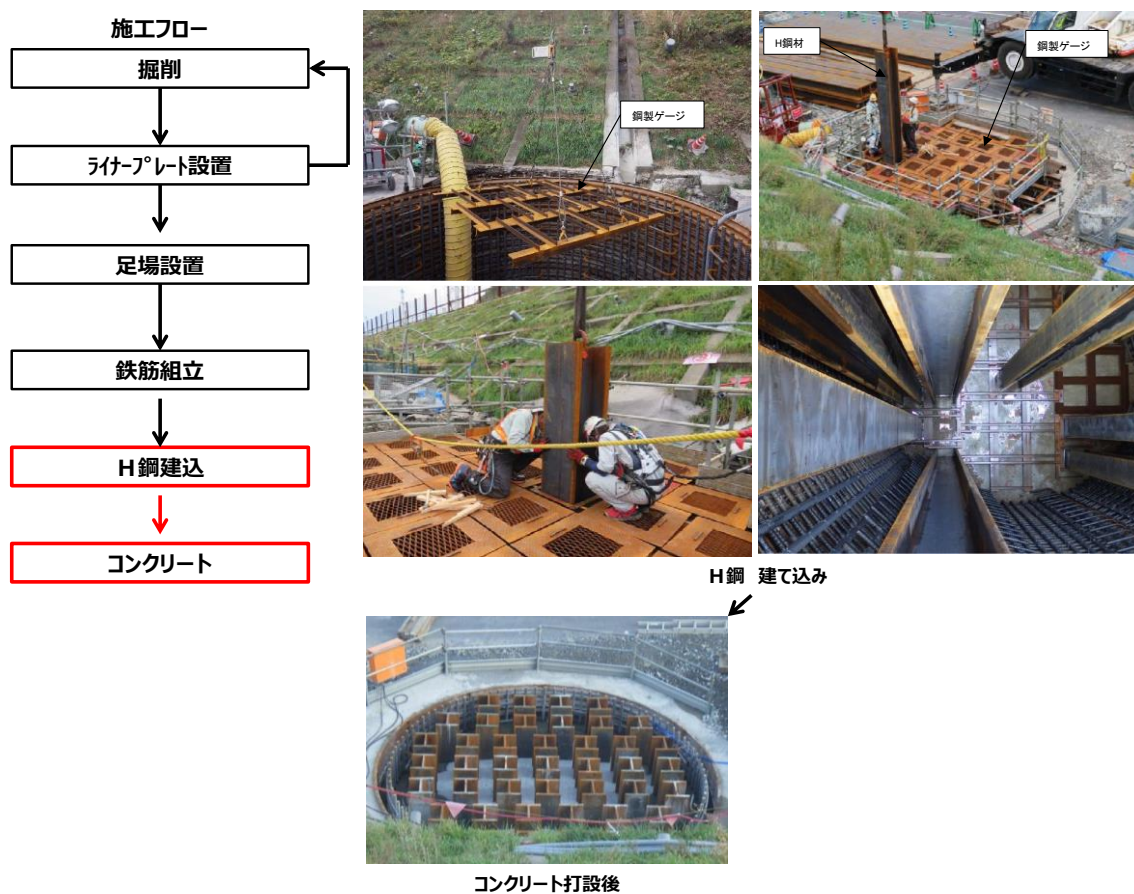 施工フロー
掘削
ライナープレート設置
足場設置
鉄筋組立
H鋼建込
コンクリート
鋼製ゲージ
H鋼材
鋼製ゲージ
H鋼 建て込み
コンクリート打設後